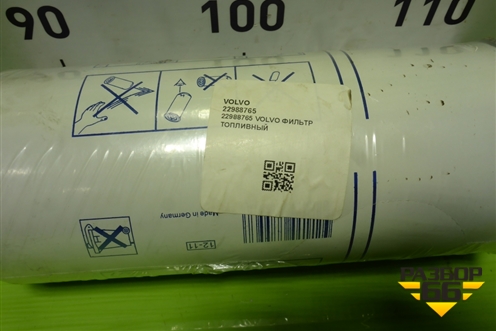 90
100
110
VOLVO
22988765
22988765 VOLVO ФИЛЬТР
ТОПЛИВНЫЙ
Made in Germany
12-11
РАЗБОР
66